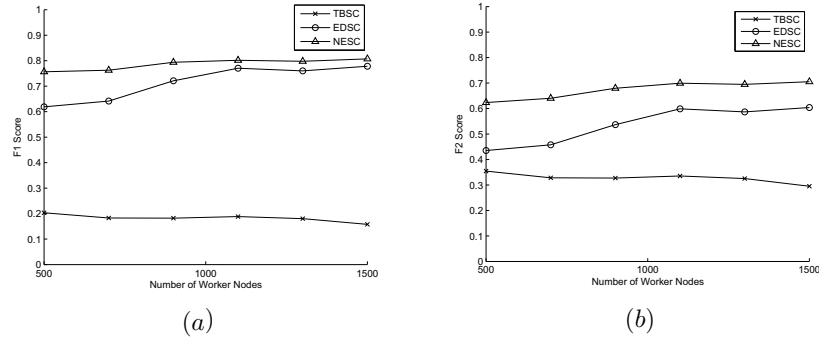 TBSC
EDSC
NESC
1
0.9
0.8
0.7
0.6
0.5
0.4
0.3
0.2
0.1
0
F1 Score
500
1000
1500
Number of Worker Nodes
(a)
TBSC
EDSC
NESC
1
0.9
0.8
0.7
0.6
0.5
0.4
0.3
0.2
0.1
0
F2 Score
500
1000
1500
Number of Worker Nodes
(b)